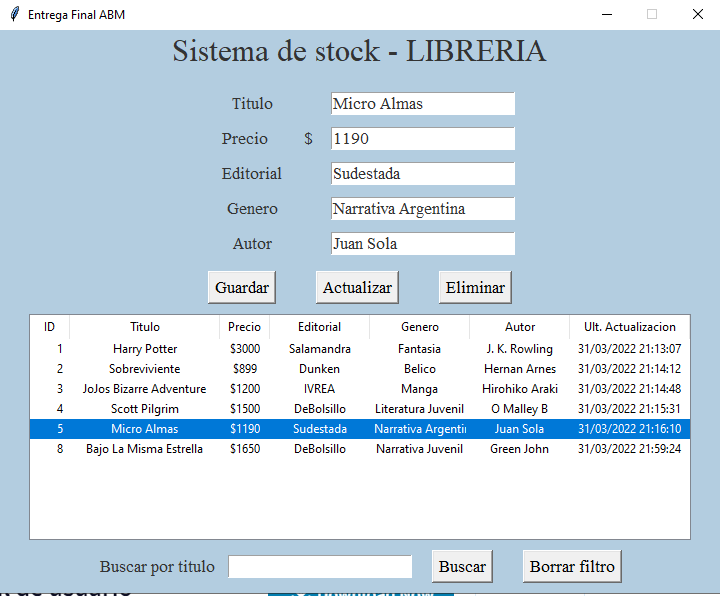 Entrega Final ABM
Sistema de stock - LIBRERIA
Titulo Micro Almas
Precio $ 1190
Editorial Sudestada
Genero Narrativa Argentina
Autor Juan Sola
Guardar Actualizar Eliminar
ID Titulo Precio Editorial Genero Autor Ult. Actualizacion
1 Harry Potter $3000 Salamandra Fantasia J. K. Rowling 31/03/2022 21:13:07
2 Sobreviviente $899 Dunken Belico Hernan Arnes 31/03/2022 21:14:12
3 JoJos Bizarre Adventure $1200 IVREA Manga Hirohiko Araki 31/03/2022 21:14:48
4 Scott Pilgrim $1500 DeBolsillo Literatura Juvenil O Malley B 31/03/2022 21:15:31
5 Micro Almas $1190 Sudestada Narrativa Argentin Juan Sola 31/03/2022 21:16:10
8 Bajo La Misma Estrella $1650 DeBolsillo Narrativa Juvenil Green John 31/03/2022 21:59:24
Buscar por titulo Buscar Borrar filtro